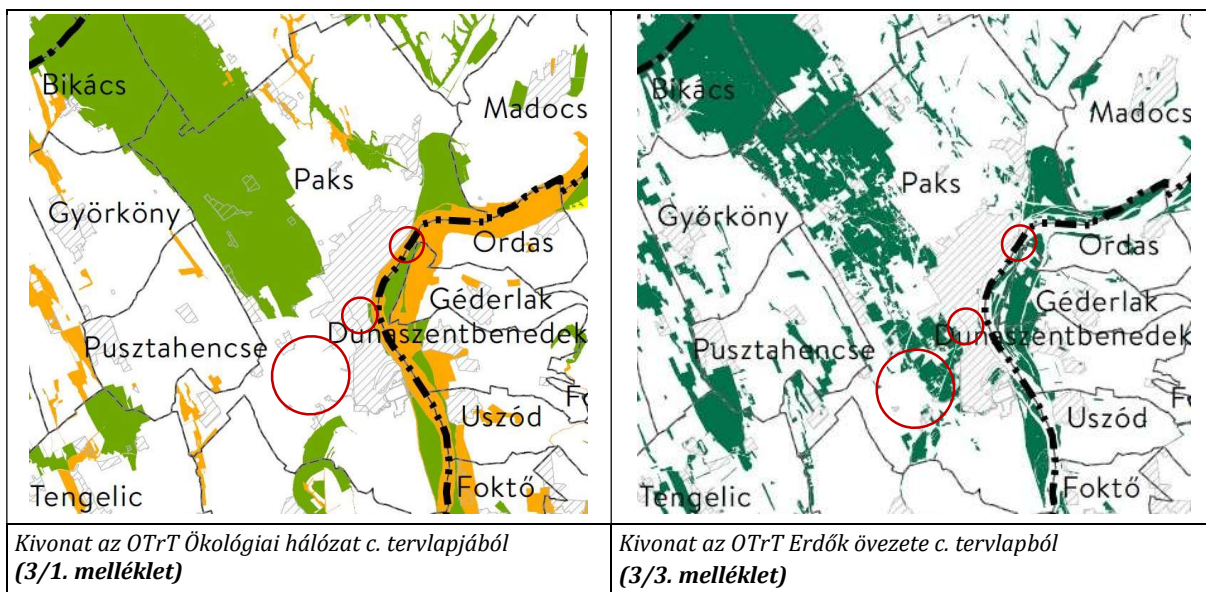 Bikács
Madocs
Paks
Györköny
Ordas
Géderlak
Dunaszentbenedek
Pusztahencse
Uszód
Tengelic
Foktő
Bikács
Madocs
Paks
Györköny
Ordas
Géderlak
Dunaszentbenedek
Pusztahencse
Uszód
Tengelic
Foktő
Kivonat az OTrT Ökológiai hálózat c. tervlapjából
(3/1. melléklet)
Kivonat az OTrT Erdők övezete c. tervlapból
(3/3. melléklet)